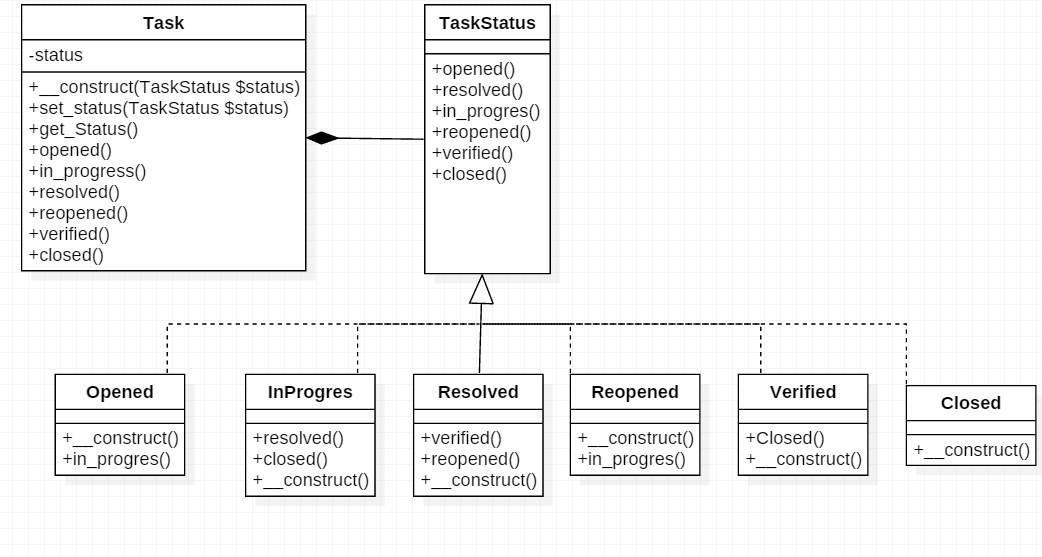 Task
-status
+__construct(TaskStatus $status)
+set_status(TaskStatus $status)
+get_Status()
+opened()
+in_progress()
+resolved()
+reopened()
+verified()
+closed()
TaskStatus
+opened()
+resolved()
+in_progres()
+reopened()
+verified()
+closed()
Opened
+__construct()
+in_progres()
InProgres
+resolved()
+closed()
+__construct()
Resolved
+verified()
+reopened()
+__construct()
Reopened
+__construct()
+in_progres()
Verified
+Closed()
+__construct()
Closed
+__construct()